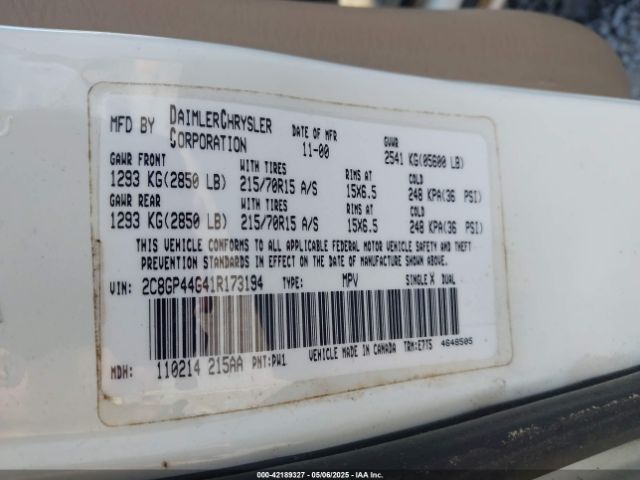 MFD BY DAIMLERCHRYSLER CORPORATION DATE OF MFR 11-00 GVWR 2541 KG(05600 LB)
GAWR FRONT WITH TIRES RIMS AT COLD
1293 KG(2850 LB) 215/70R15 A/S 15X6.5 248 KPA(36 PSI)
GAWR REAR WITH TIRES RIMS AT COLD
1293 KG(2850 LB) 215/70R15 A/S 15X6.5 248 KPA(36 PSI)
THIS VEHICLE CONFORMS TO ALL APPLICABLE FEDERAL MOTOR VEHICLE SAFETY AND THEFT
PREVENTION STANDARDS IN EFFECT ON THE DATE OF MANUFACTURE SHOWN ABOVE
VIN: 2C8GP44G41R173194 TYPE: MPV SINGLE X DUAL
MDH: 110214 215AA PNT:PW1 VEHICLE MADE IN CANADA TRM:E7T5 4648505
000-42189327 - 05/06/2025 - IAA